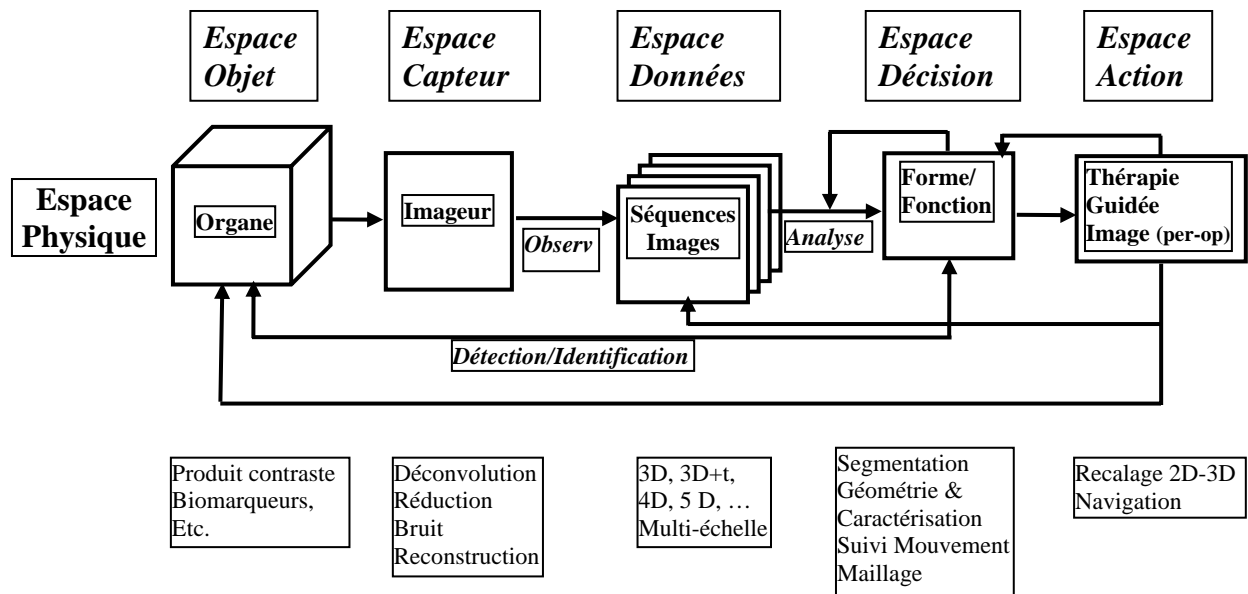 Espace
Objet
Espace
Capteur
Espace
Données
Espace
Décision
Espace
Action
Espace
Physique
Organe
Imageur
Observ
Séquences
Images
Analyse
Forme/
Fonction
Thérapie
Guidée
Image (per-op)
Détection/Identification
Produit contraste
Biomarqueurs,
Etc.
Déconvolution
Réduction
Bruit
Reconstruction
3D, 3D+t,
4D, 5 D, …
Multi-échelle
Segmentation
Géométrie &
Caractérisation
Suivi Mouvement
Maillage
Recalage 2D-3D
Navigation